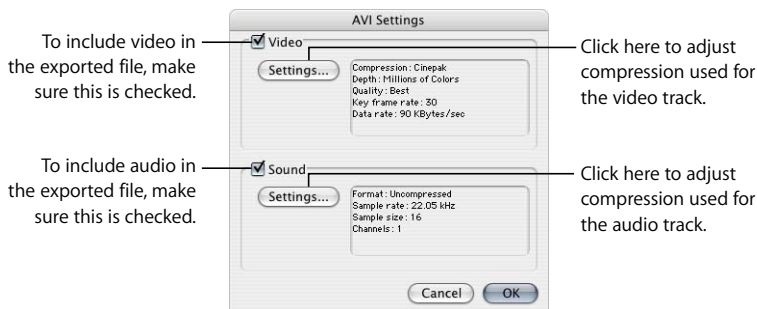 AVI Settings
To include video in
the exported file, make
sure this is checked.
Video
Settings...
Compression: Cinepak
Depth: Millions of Colors
Quality: Best
Key frame rate: 30
Data rate: 90 KBytes/sec
Click here to adjust
compression used for
the video track.
To include audio in
the exported file, make
sure this is checked.
Sound
Settings...
Format: Uncompressed
Sample rate: 22.05 kHz
Sample size: 16
Channels: 1
Click here to adjust
compression used for
the audio track.
Cancel OK